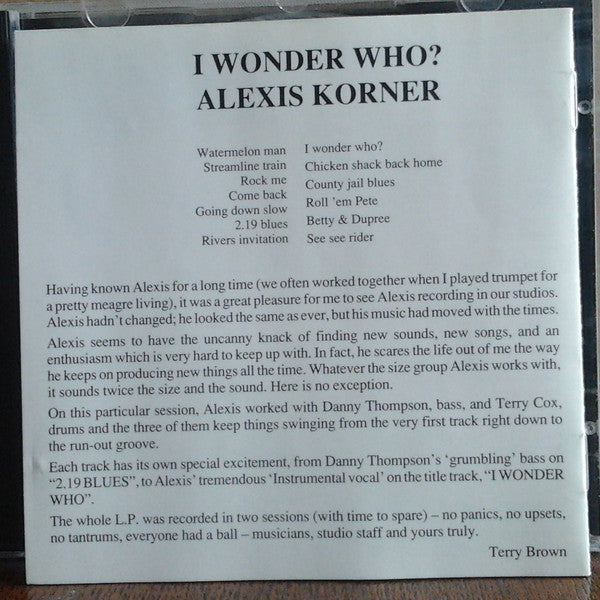 I WONDER WHO?
ALEXIS KORNER
Watermelon man
Streamline train
Rock me
Come back
Going down slow
2.19 blues
Rivers invitation
I wonder who?
Chicken shack back home
County jail blues
Roll 'em Pete
Betty & Dupree
See see rider
Having known Alexis for a long time (we often worked together when I played trumpet for
a pretty meagre living), it was a great pleasure for me to see Alexis recording in our studios.
Alexis hadn't changed; he looked the same as ever, but his music had moved with the times.
Alexis seems to have the uncanny knack of finding new sounds, new songs, and an
enthusiasm which is very hard to keep up with. In fact, he scares the life out of me the way
he keeps on producing new things all the time. Whatever the size group Alexis works with,
it sounds twice the size and the sound. Here is no exception.
On this particular session, Alexis worked with Danny Thompson, bass, and Terry Cox,
drums and the three of them keep things swinging from the very first track right down to
the run-out groove.
Each track has its own special excitement, from Danny Thompson's 'grumbling' bass on
"2,19 BLUES", to Alexis' tremendous 'Instrumental vocal' on the title track, "I WONDER
WHO".
The whole L.P. was recorded in two sessions (with time to spare) – no panics, no upsets,
no tantrums, everyone had a ball – musicians, studio staff and yours truly.
Terry Brown